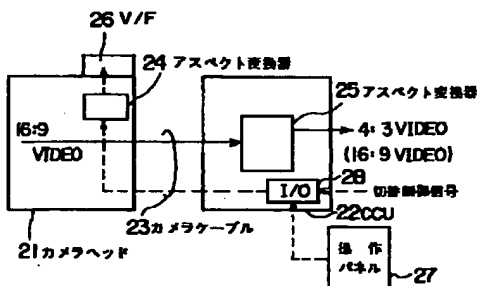 26 V/F
24 アスペクト変換器
25 アスペクト変換器
16:9
VIDEO
4:3 VIDEO
(16:9 VIDEO)
28
I/O
切替制御信号
22 CCU
23 カメラケーブル
21 カメラヘッド
操作
パネル
27